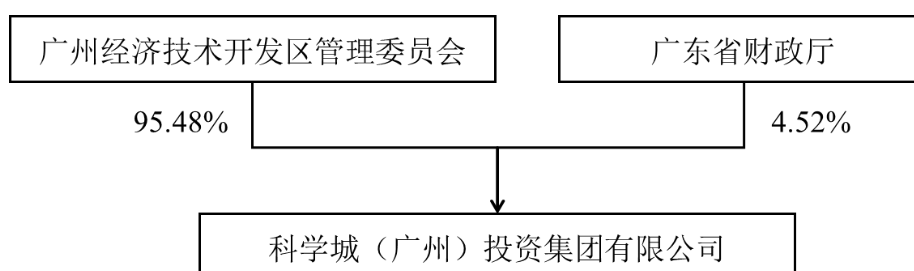 广州经济技术开发区管理委员会
广东省财政厅
95.48%
4.52%
科学城（广州）投资集团有限公司